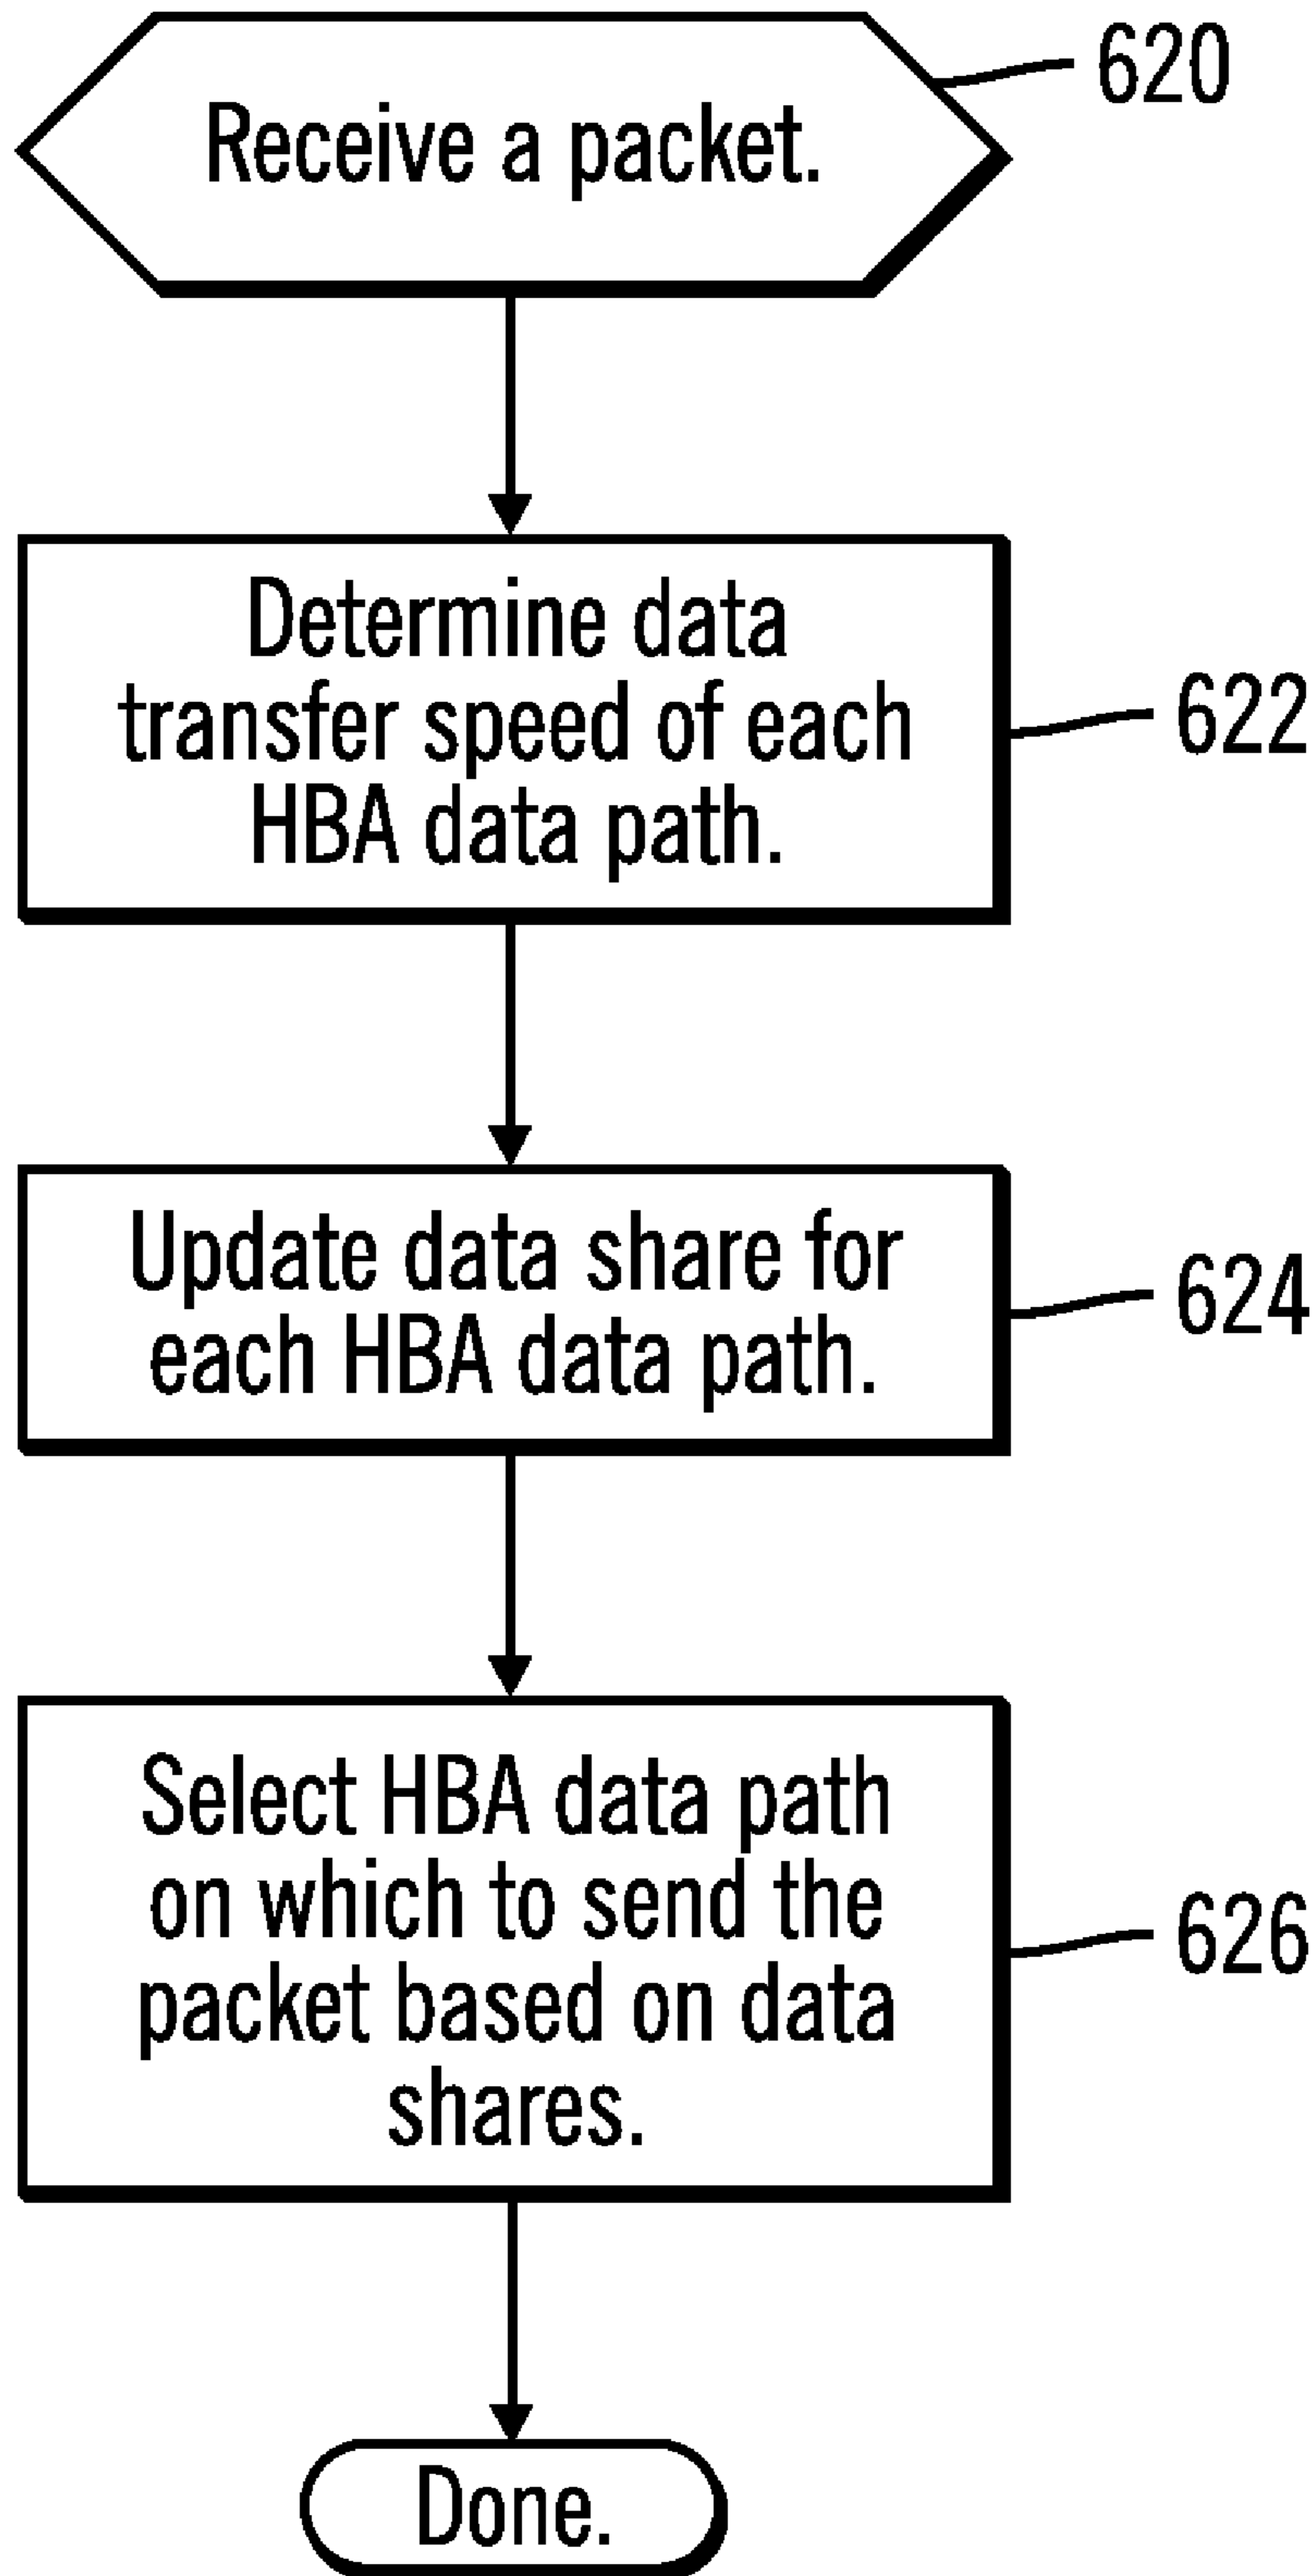 Receive a packet.
620
Determine data
transfer speed of each
HBA data path.
622
Update data share for
each HBA data path.
624
Select HBA data path
on which to send the
packet based on data
shares.
626
Done.